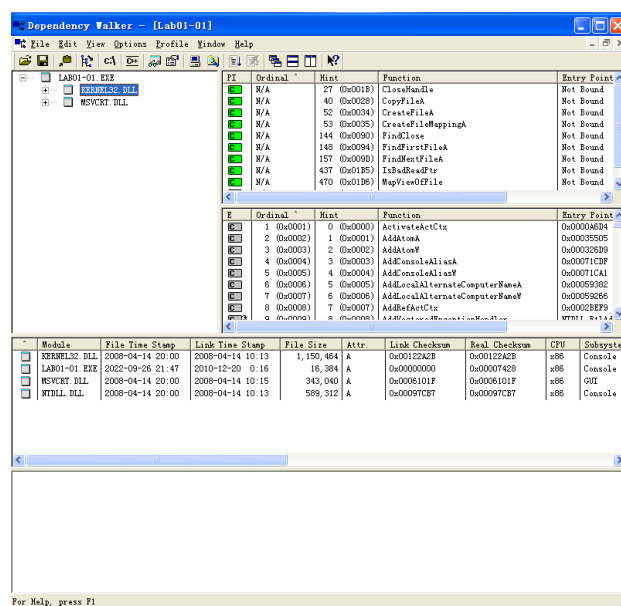 Dependency Walker - [Lab01-01]
File Edit View Options Profile Window Help
C:\
LAB01-01.EXE
KERNEL32.DLL
MSVCRT.DLL
PI Ordinal ^ Hint Function Entry Point
C N/A 27 (0x001B) CloseHandle Not Bound
C N/A 40 (0x0028) CopyFileA Not Bound
C N/A 52 (0x0034) CreateFileA Not Bound
C N/A 53 (0x0035) CreateFileMappingA Not Bound
C N/A 144 (0x0090) FindClose Not Bound
C N/A 148 (0x0094) FindFirstFileA Not Bound
C N/A 157 (0x009D) FindNextFileA Not Bound
C N/A 437 (0x01B5) IsBadReadPtr Not Bound
C N/A 470 (0x01D6) MapViewOfFile Not Bound
E Ordinal ^ Hint Function Entry Point
C 1 (0x0001) 0 (0x0000) ActivateActCtx 0x0000A6D4
C 2 (0x0002) 1 (0x0001) AddAtomA 0x00035505
C 3 (0x0003) 2 (0x0002) AddAtomW 0x000326D9
C 4 (0x0004) 3 (0x0003) AddConsoleAliasA 0x00071CDF
C 5 (0x0005) 4 (0x0004) AddConsoleAliasW 0x00071CA1
C 6 (0x0006) 5 (0x0005) AddLocalAlternateComputerNameA 0x00059382
C 7 (0x0007) 6 (0x0006) AddLocalAlternateComputerNameW 0x00059266
C 8 (0x0008) 7 (0x0007) AddRefActCtx 0x0002BEF9
C 9 (0x0009) 8 (0x0008) AddVectoredExceptionHandler NTDLL.RtlAd
^ Module File Time Stamp Link Time Stamp File Size Attr. Link Checksum Real Checksum CPU Subsyste
KERNEL32.DLL 2008-04-14 20:00 2008-04-14 10:13 1,150,464 A 0x00122A2B 0x00122A2B x86 Console
LAB01-01.EXE 2022-09-26 21:47 2010-12-20 0:16 16,384 A 0x00000000 0x00007428 x86 Console
MSVCRT.DLL 2008-04-14 20:00 2008-04-14 10:15 343,040 A 0x0006101F 0x0006101F x86 GUI
NTDLL.DLL 2008-04-14 20:00 2008-04-14 10:13 589,312 A 0x00097CB7 0x00097CB7 x86 Console
For Help, press F1